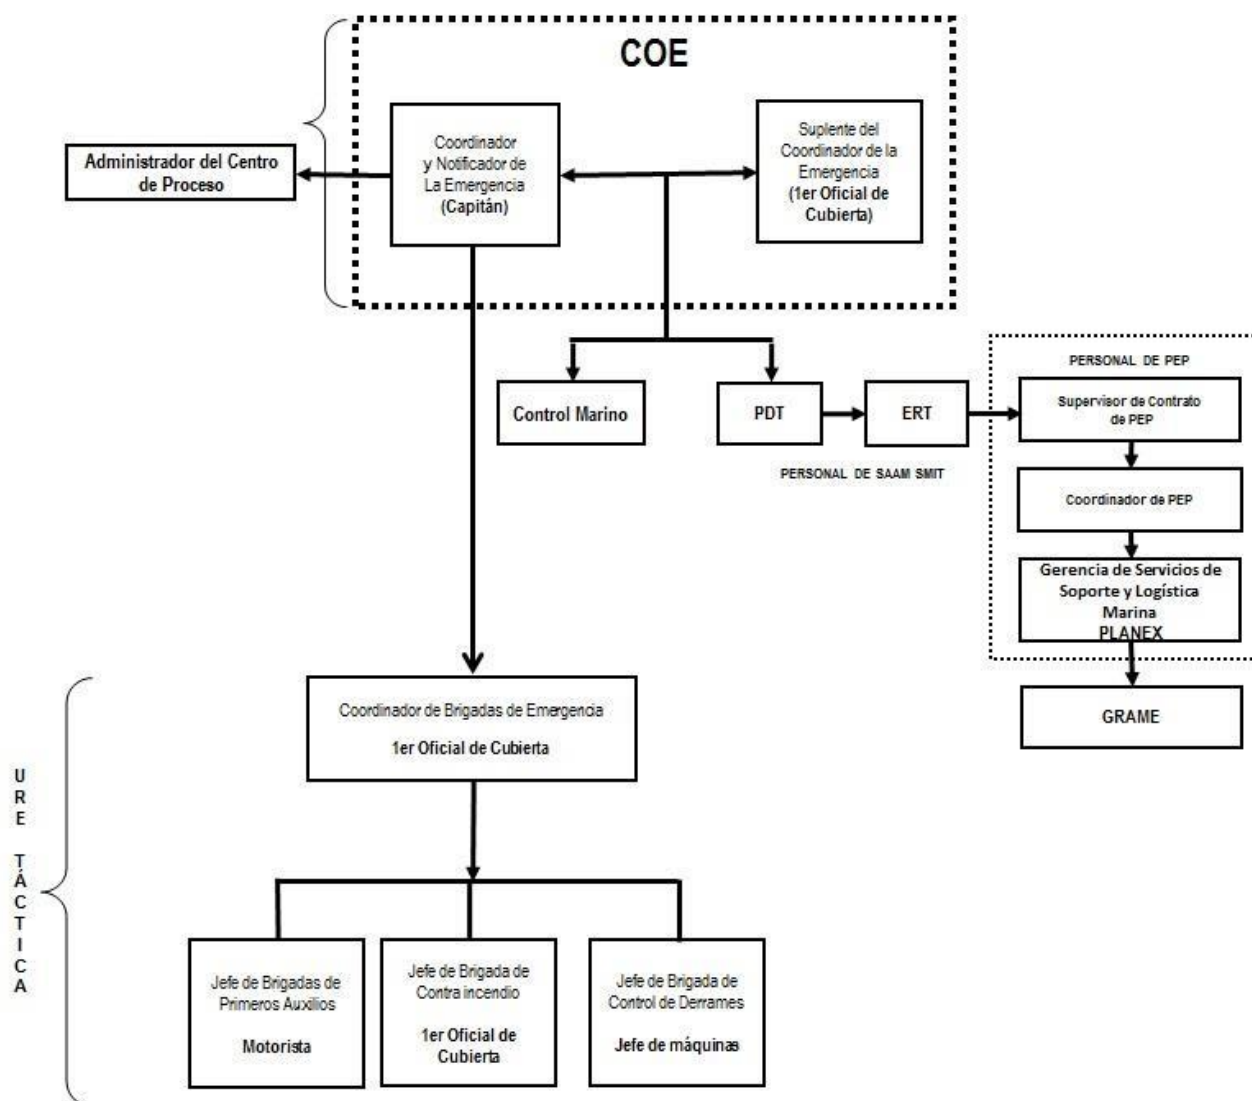 COE
Coordinador
y Notificador de
La Emergencia
(Capitán)
Suplente del
Coordinador de la
Emergencia
(1er Oficial de
Cubierta)
Administrador del Centro
de Proceso
Control Marino
PDT
ERT
PERSONAL DE SAAM SMIT
PERSONAL DE PEP
Supervisor de Contrato
de PEP
Coordinador de PEP
Gerencia de Servicios de
Soporte y Logística
Marina
PLANEX
GRAME
Coordinador de Brigadas de Emergencia
1er Oficial de Cubierta
URE TÁCTICA
Jefe de Brigadas de
Primeros Auxilios
Motorista
Jefe de Brigada de
Contra incendio
1er Oficial de
Cubierta
Jefe de Brigada de
Control de Derrames
Jefe de máquinas